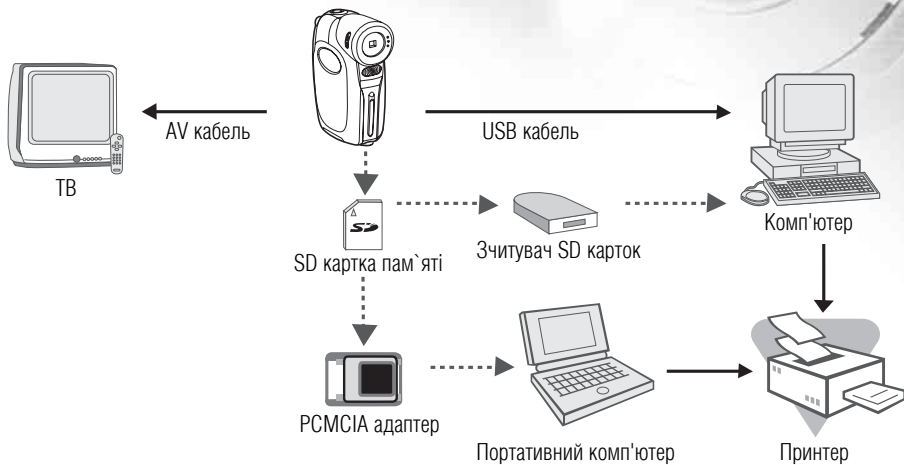 AV кабель
USB кабель
ТВ
SD
SD картка пам`яті
Зчитувач SD карток
Комп'ютер
PCMCIA адаптер
Портативний комп'ютер
Принтер